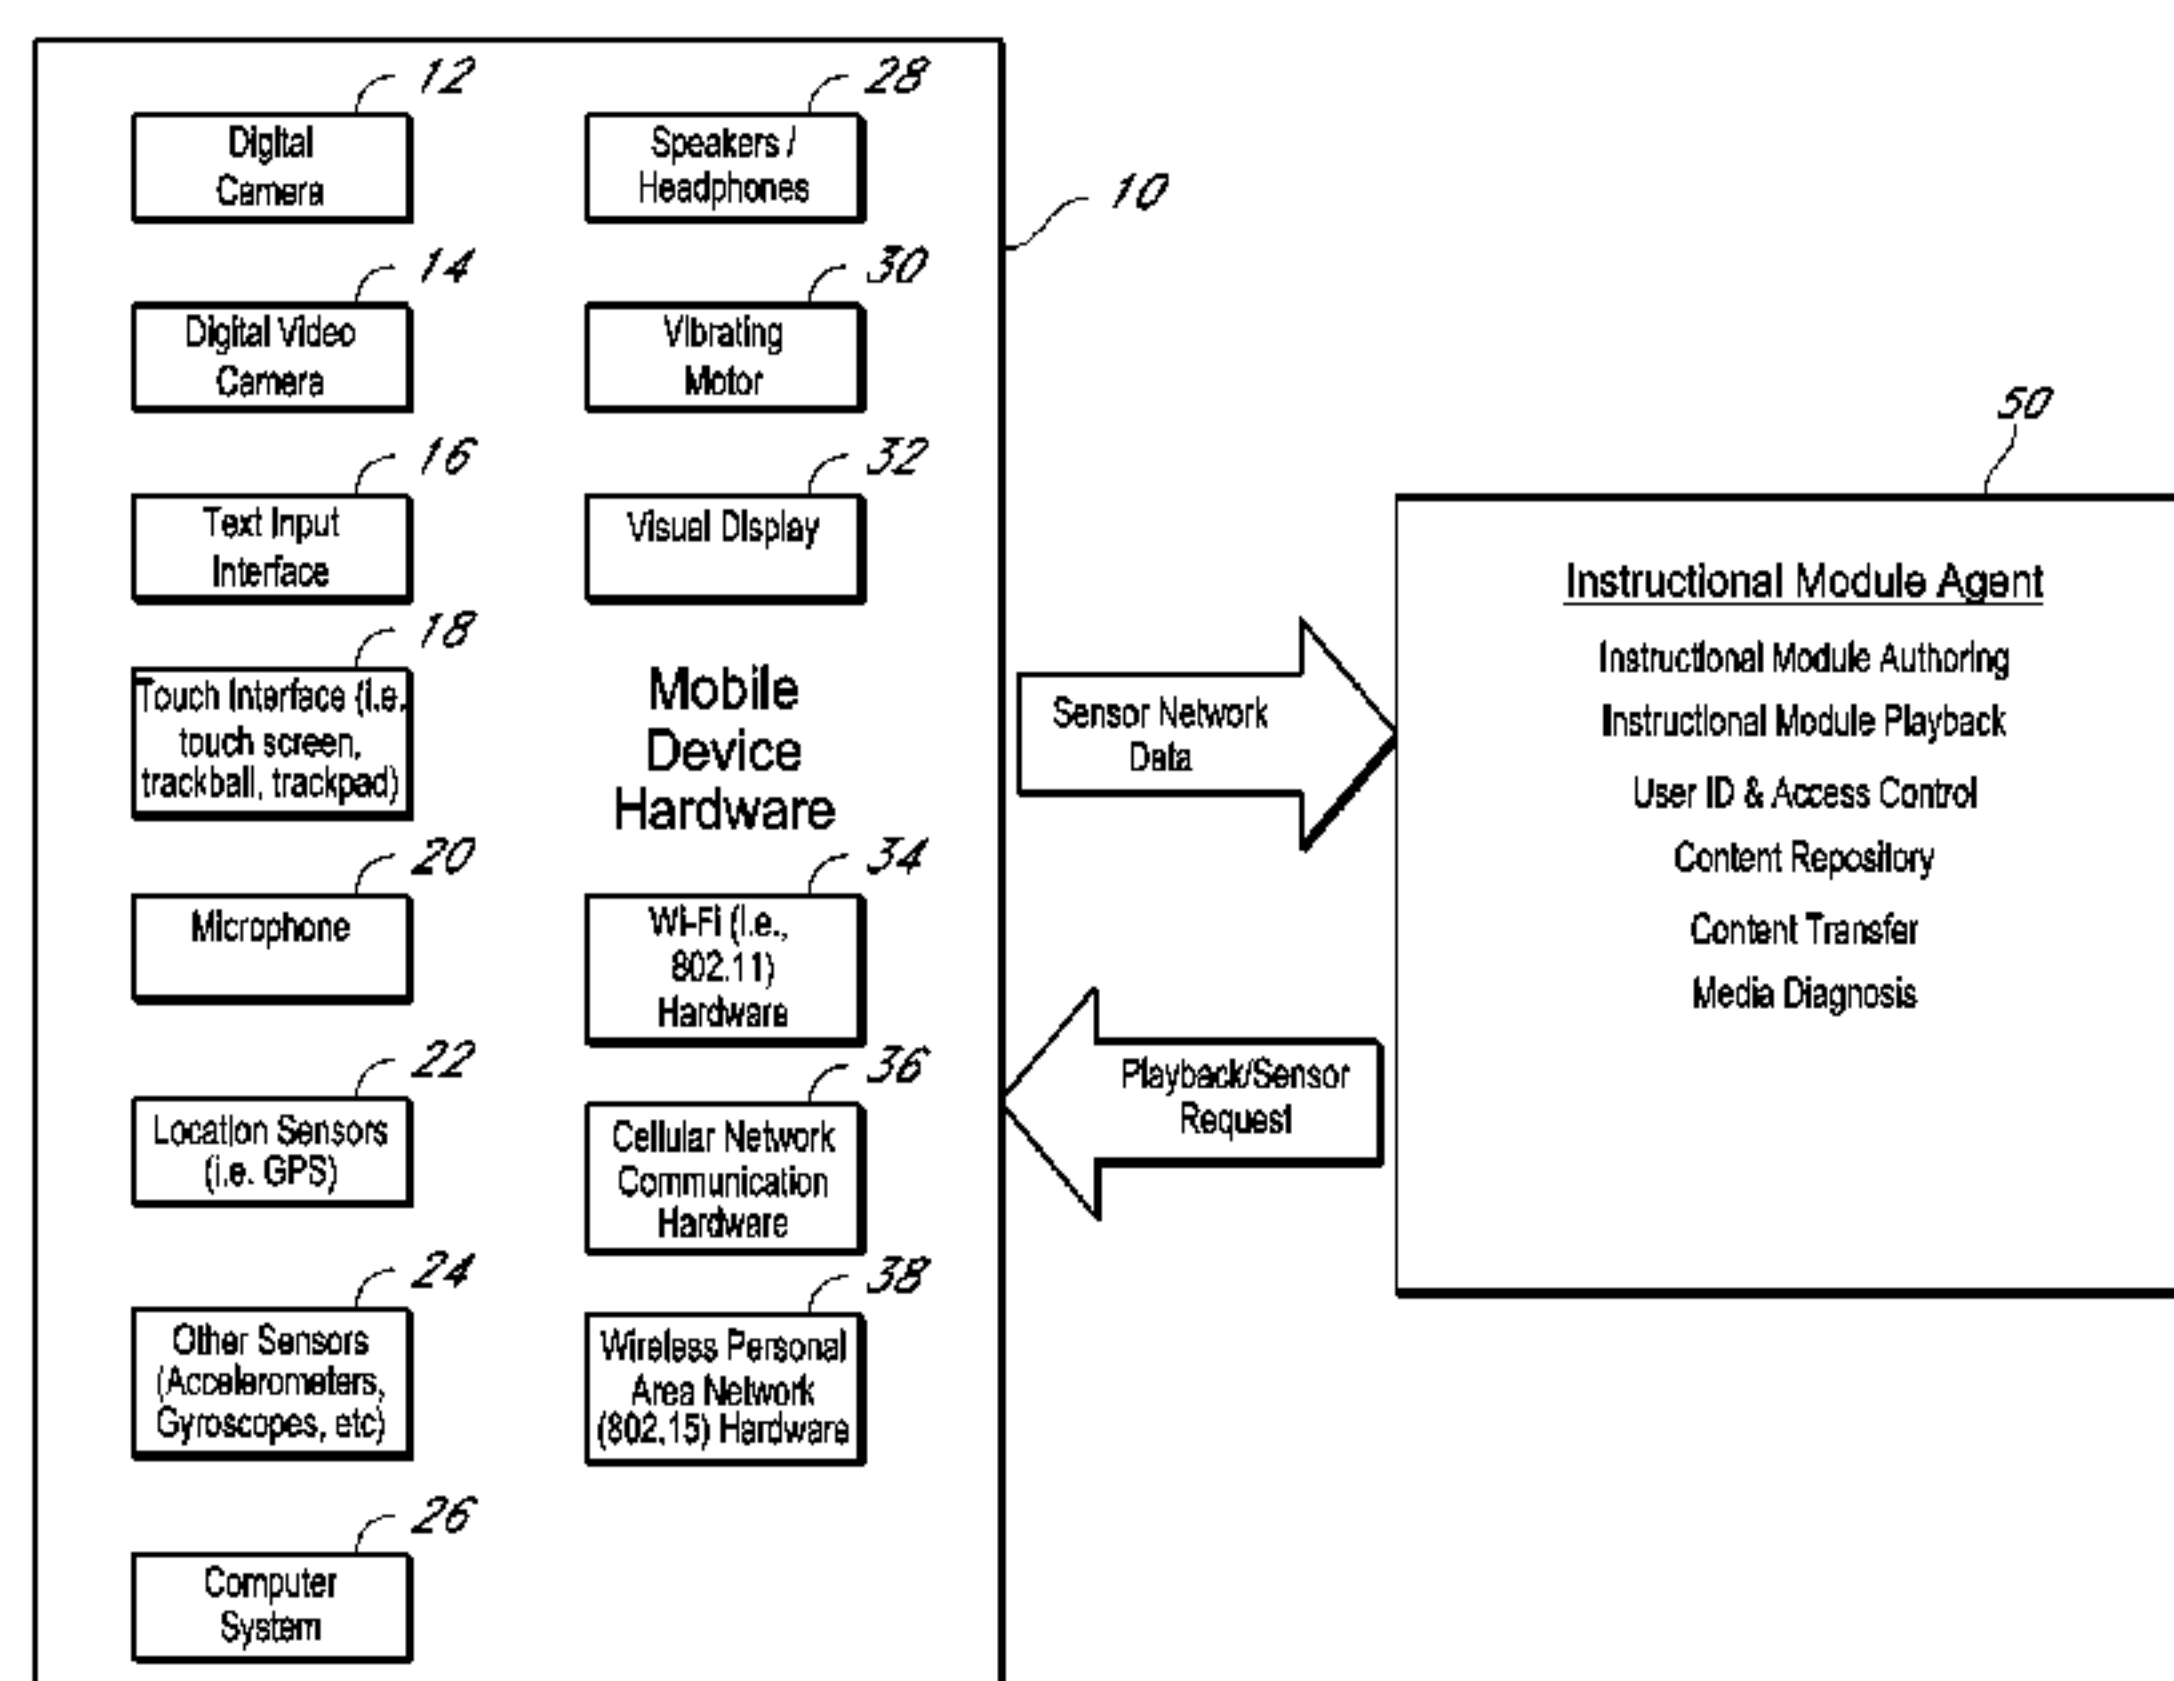 12
Digital
Camera
14
Digital Video
Camera
16
Text Input
Interface
18
Touch Interface (i.e.
touch screen,
trackball, trackpad)
20
Microphone
22
Location Sensors
(i.e. GPS)
24
Other Sensors
(Accelerometers,
Gyroscopes, etc)
26
Computer
System
28
Speakers /
Headphones
30
Vibrating
Motor
32
Visual Display
Mobile
Device
Hardware
34
Wi-Fi (i.e.,
802.11)
Hardware
36
Cellular Network
Communication
Hardware
38
Wireless Personal
Area Network
(802.15) Hardware
10
Sensor Network
Data
Playback/Sensor
Request
50
Instructional Module Agent
Instructional Module Authoring
Instructional Module Playback
User ID & Access Control
Content Repository
Content Transfer
Media Diagnosis